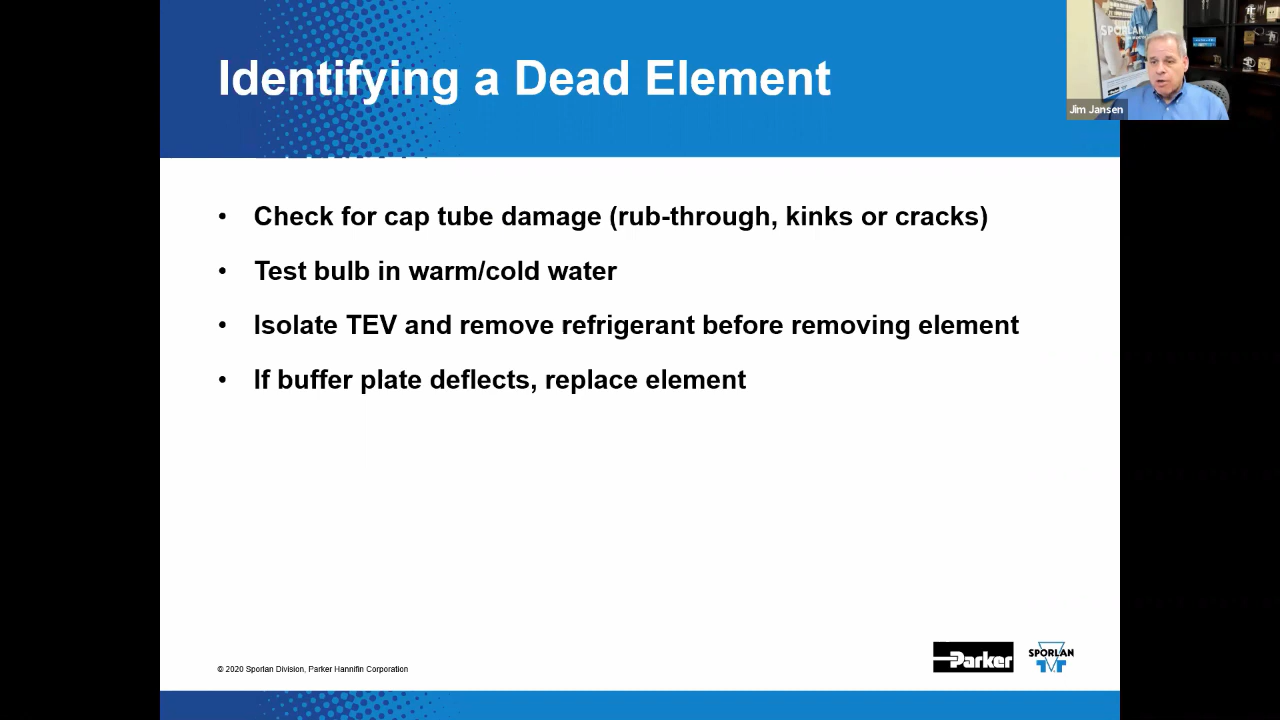 Identifying a Dead Element
SPORLAN
Jim Jansen
• Check for cap tube damage (rub-through, kinks or cracks)
• Test bulb in warm/cold water
• Isolate TEV and remove refrigerant before removing element
• If buffer plate deflects, replace element
© 2020 Sporlan Division, Parker Hannifin Corporation
Parker
SPORLAN